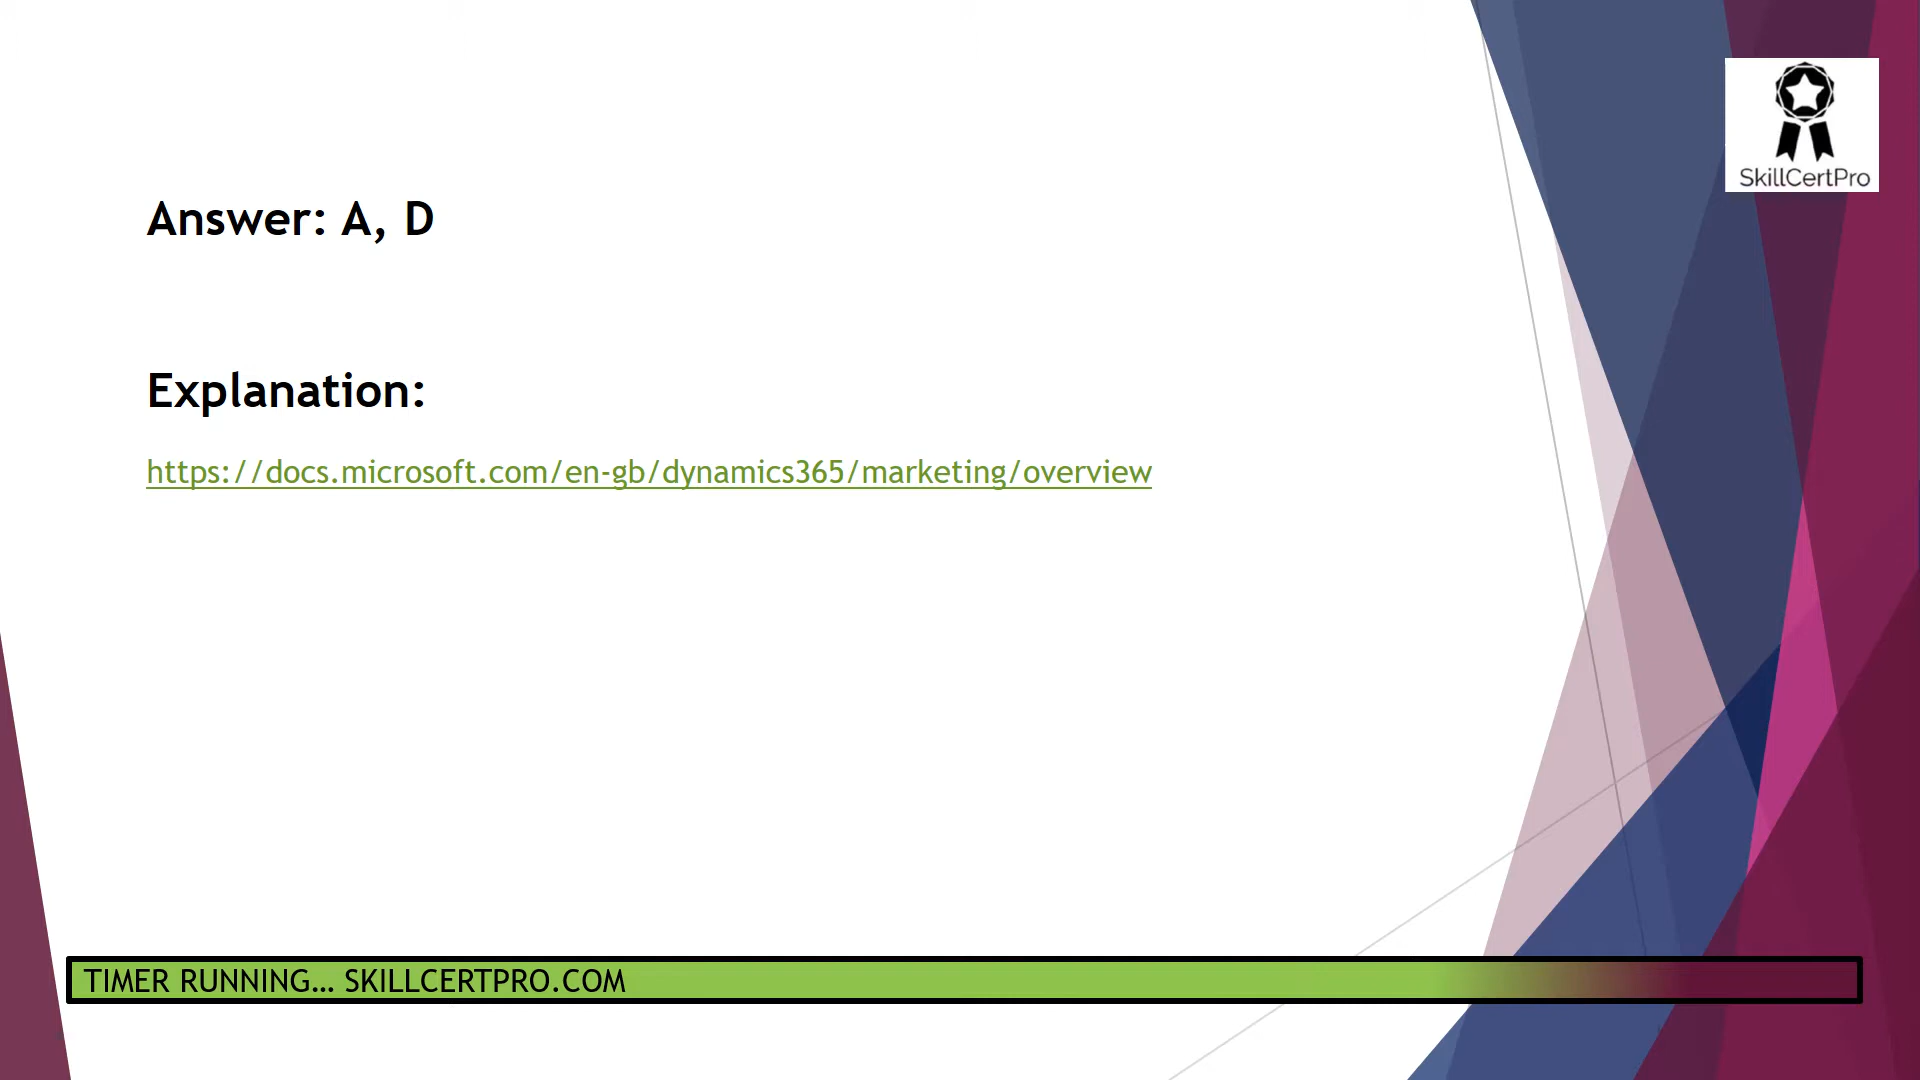 SkillCertPro
Answer: A, D
Explanation:
https://docs.microsoft.com/en-gb/dynamics365/marketing/overview
TIMER RUNNING... SKILLCERTPRO.COM